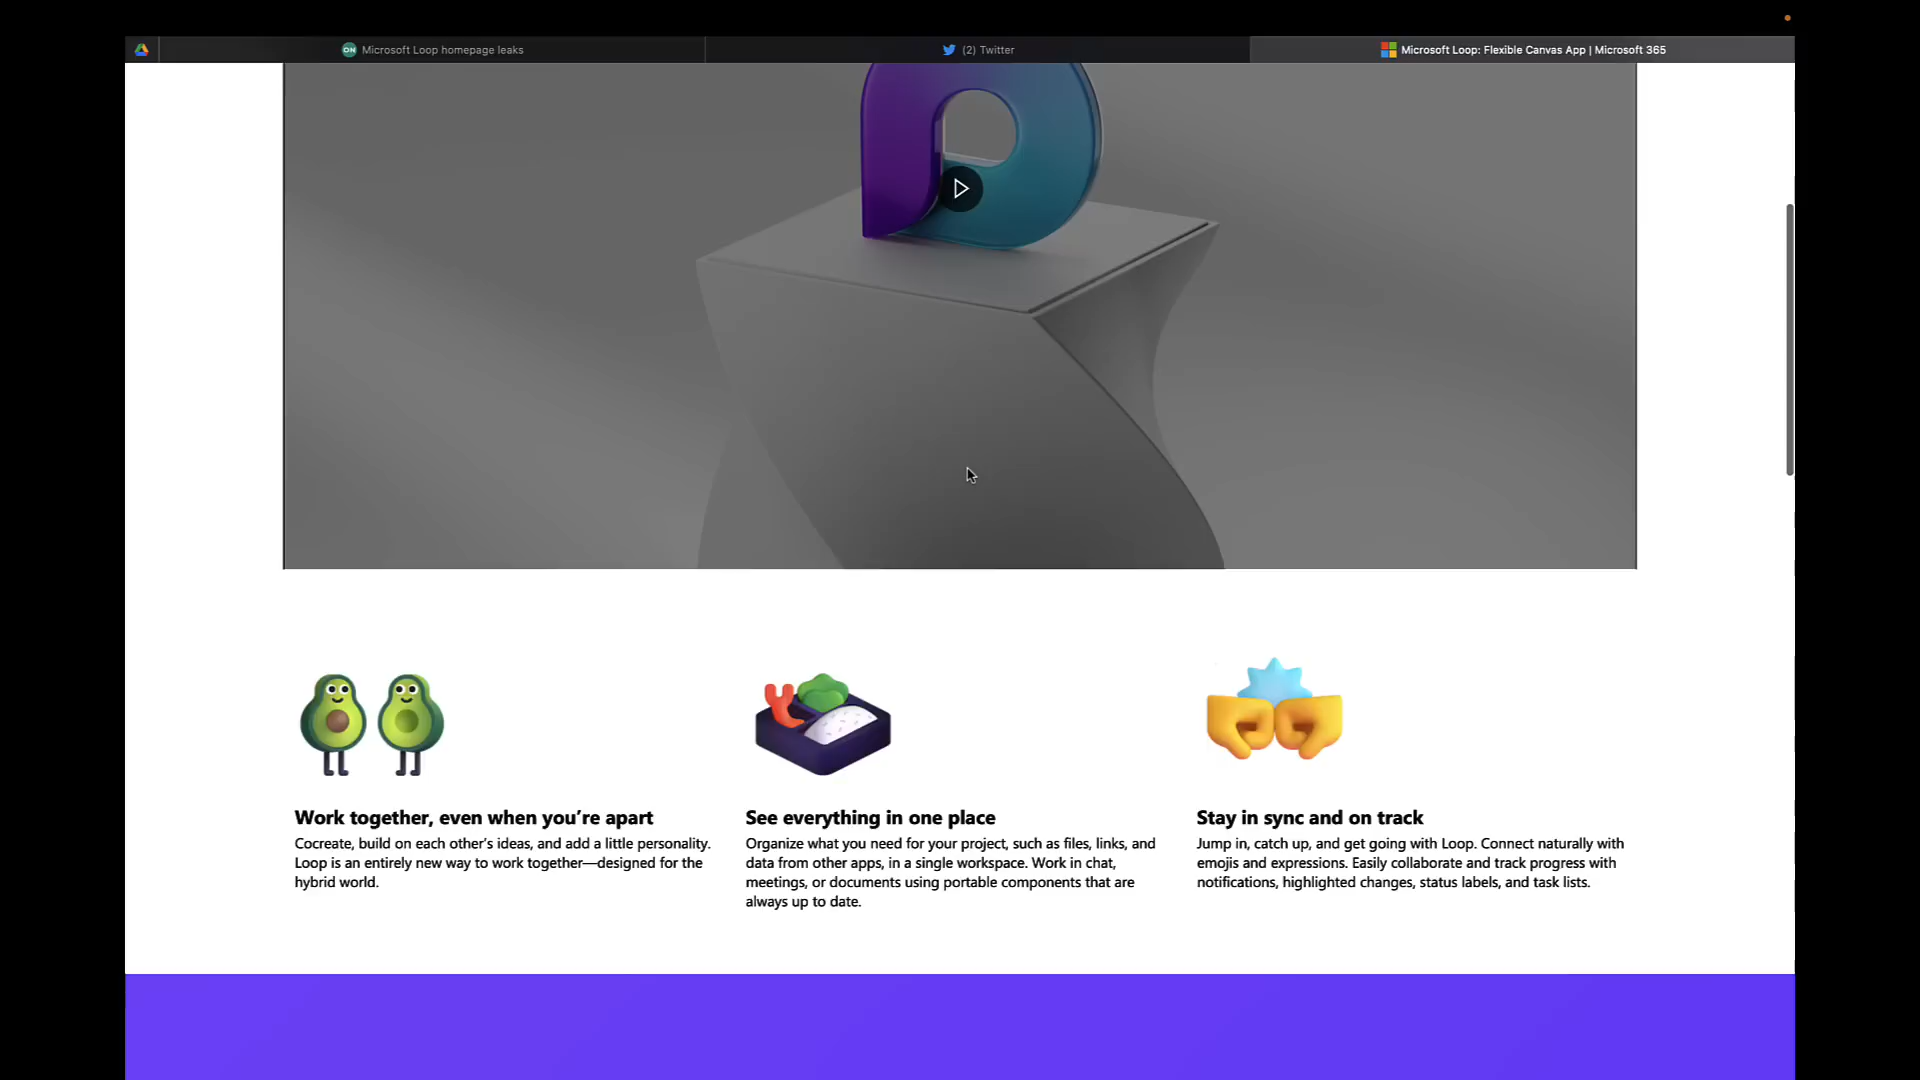 ON Microsoft Loop homepage leaks
(2) Twitter
Microsoft Loop: Flexible Canvas App | Microsoft 365
Work together, even when you’re apart
Cocreate, build on each other’s ideas, and add a little personality.
Loop is an entirely new way to work together—designed for the
hybrid world.
See everything in one place
Organize what you need for your project, such as files, links, and
data from other apps, in a single workspace. Work in chat,
meetings, or documents using portable components that are
always up to date.
Stay in sync and on track
Jump in, catch up, and get going with Loop. Connect naturally with
emojis and expressions. Easily collaborate and track progress with
notifications, highlighted changes, status labels, and task lists.